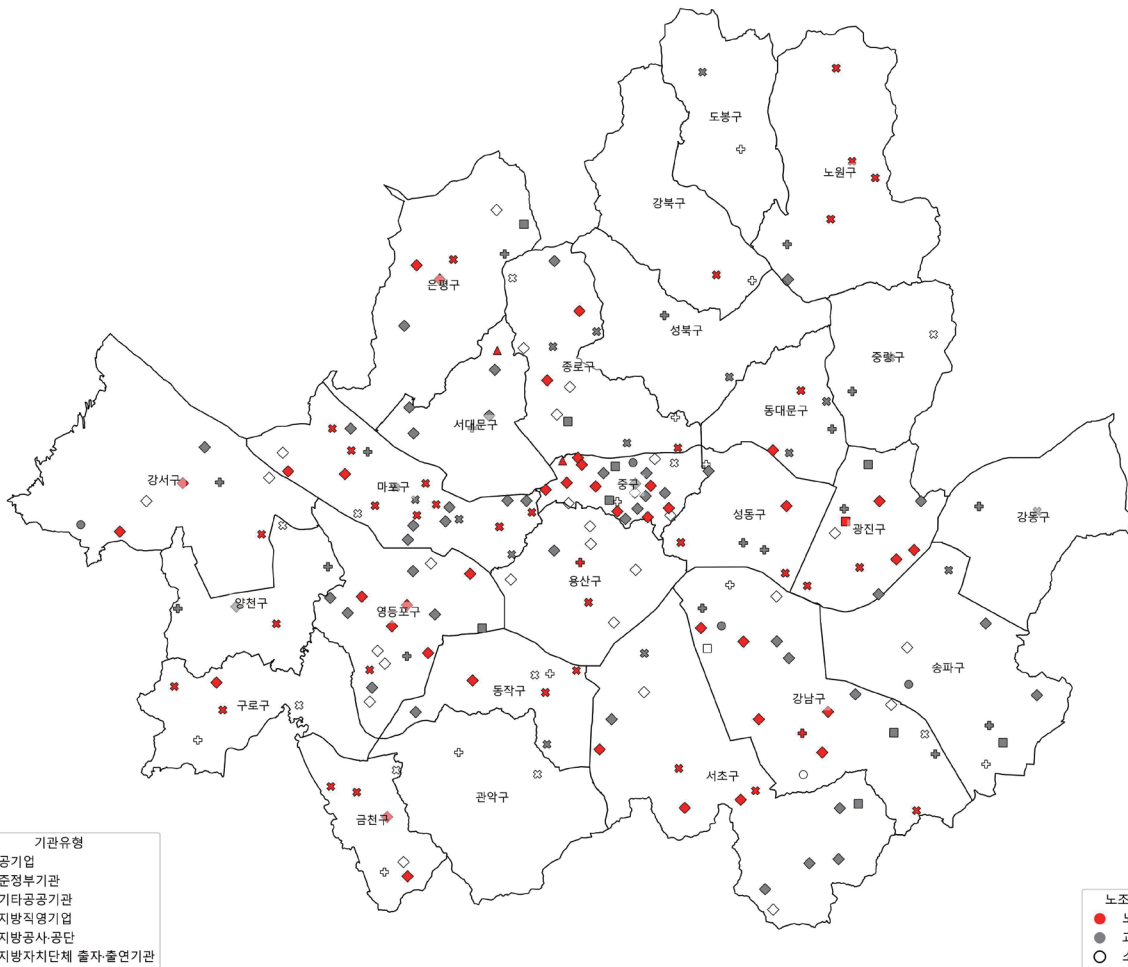 도봉구
노원구
강북구
은평구
성북구
중랑구
종로구
동대문구
서대문구
강서구
마포구
중구
성동구
광진구
강동구
용산구
양천구
영등포구
송파구
동작구
강남구
구로구
서초구
관악구
금천구
기관유형
공기업
준정부기관
기타공공기관
지방직영기업
지방공사·공단
지방자치단체 출자·출연기관
노조